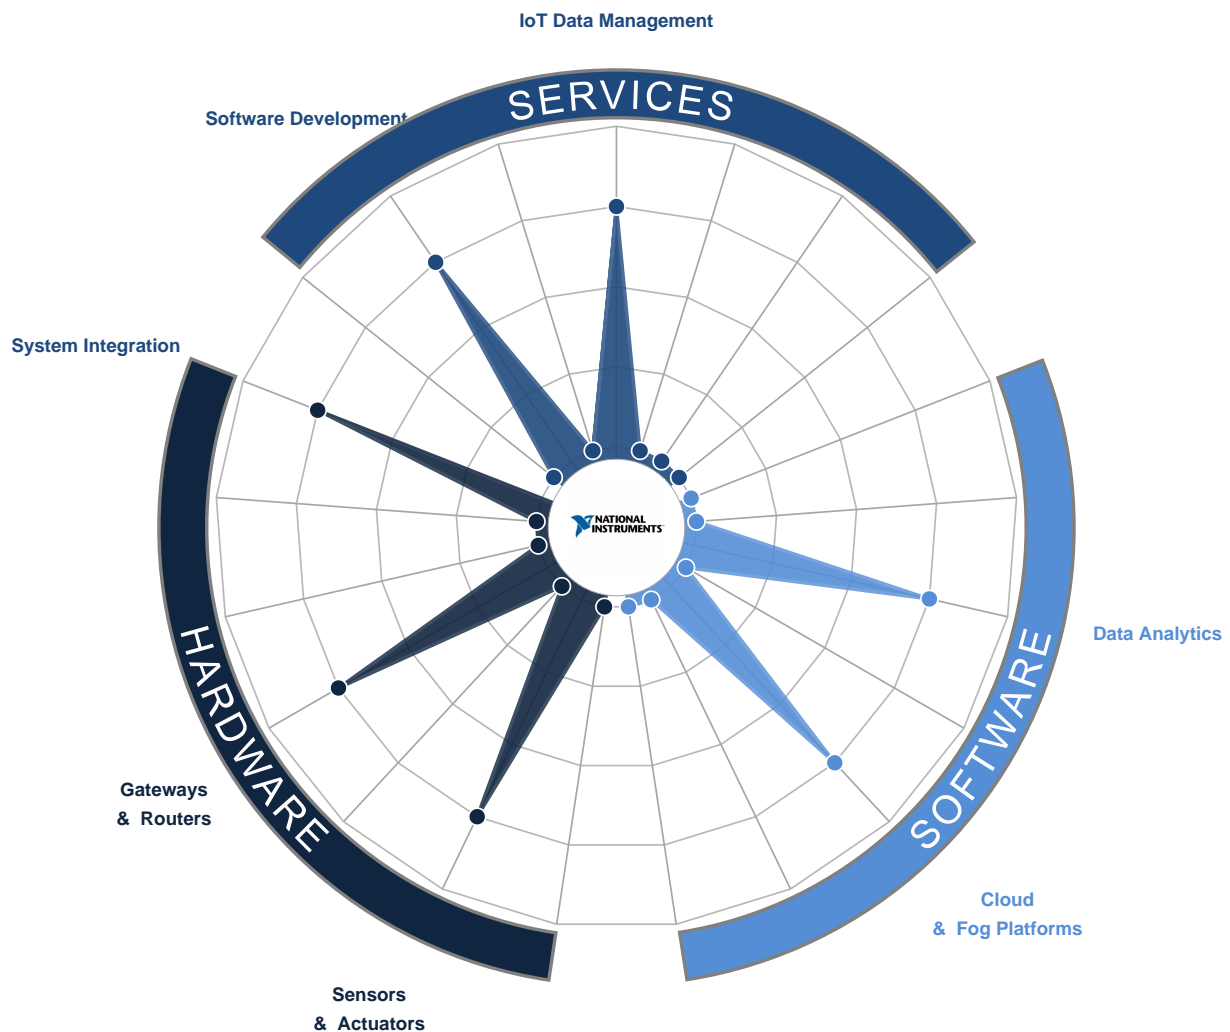 IoT Data Management
SERVICES
Software Development
System Integration
NATIONAL
INSTRUMENTS
HARDWARE
SOFTWARE
Data Analytics
Gateways
& Routers
Cloud
& Fog Platforms
Sensors
& Actuators